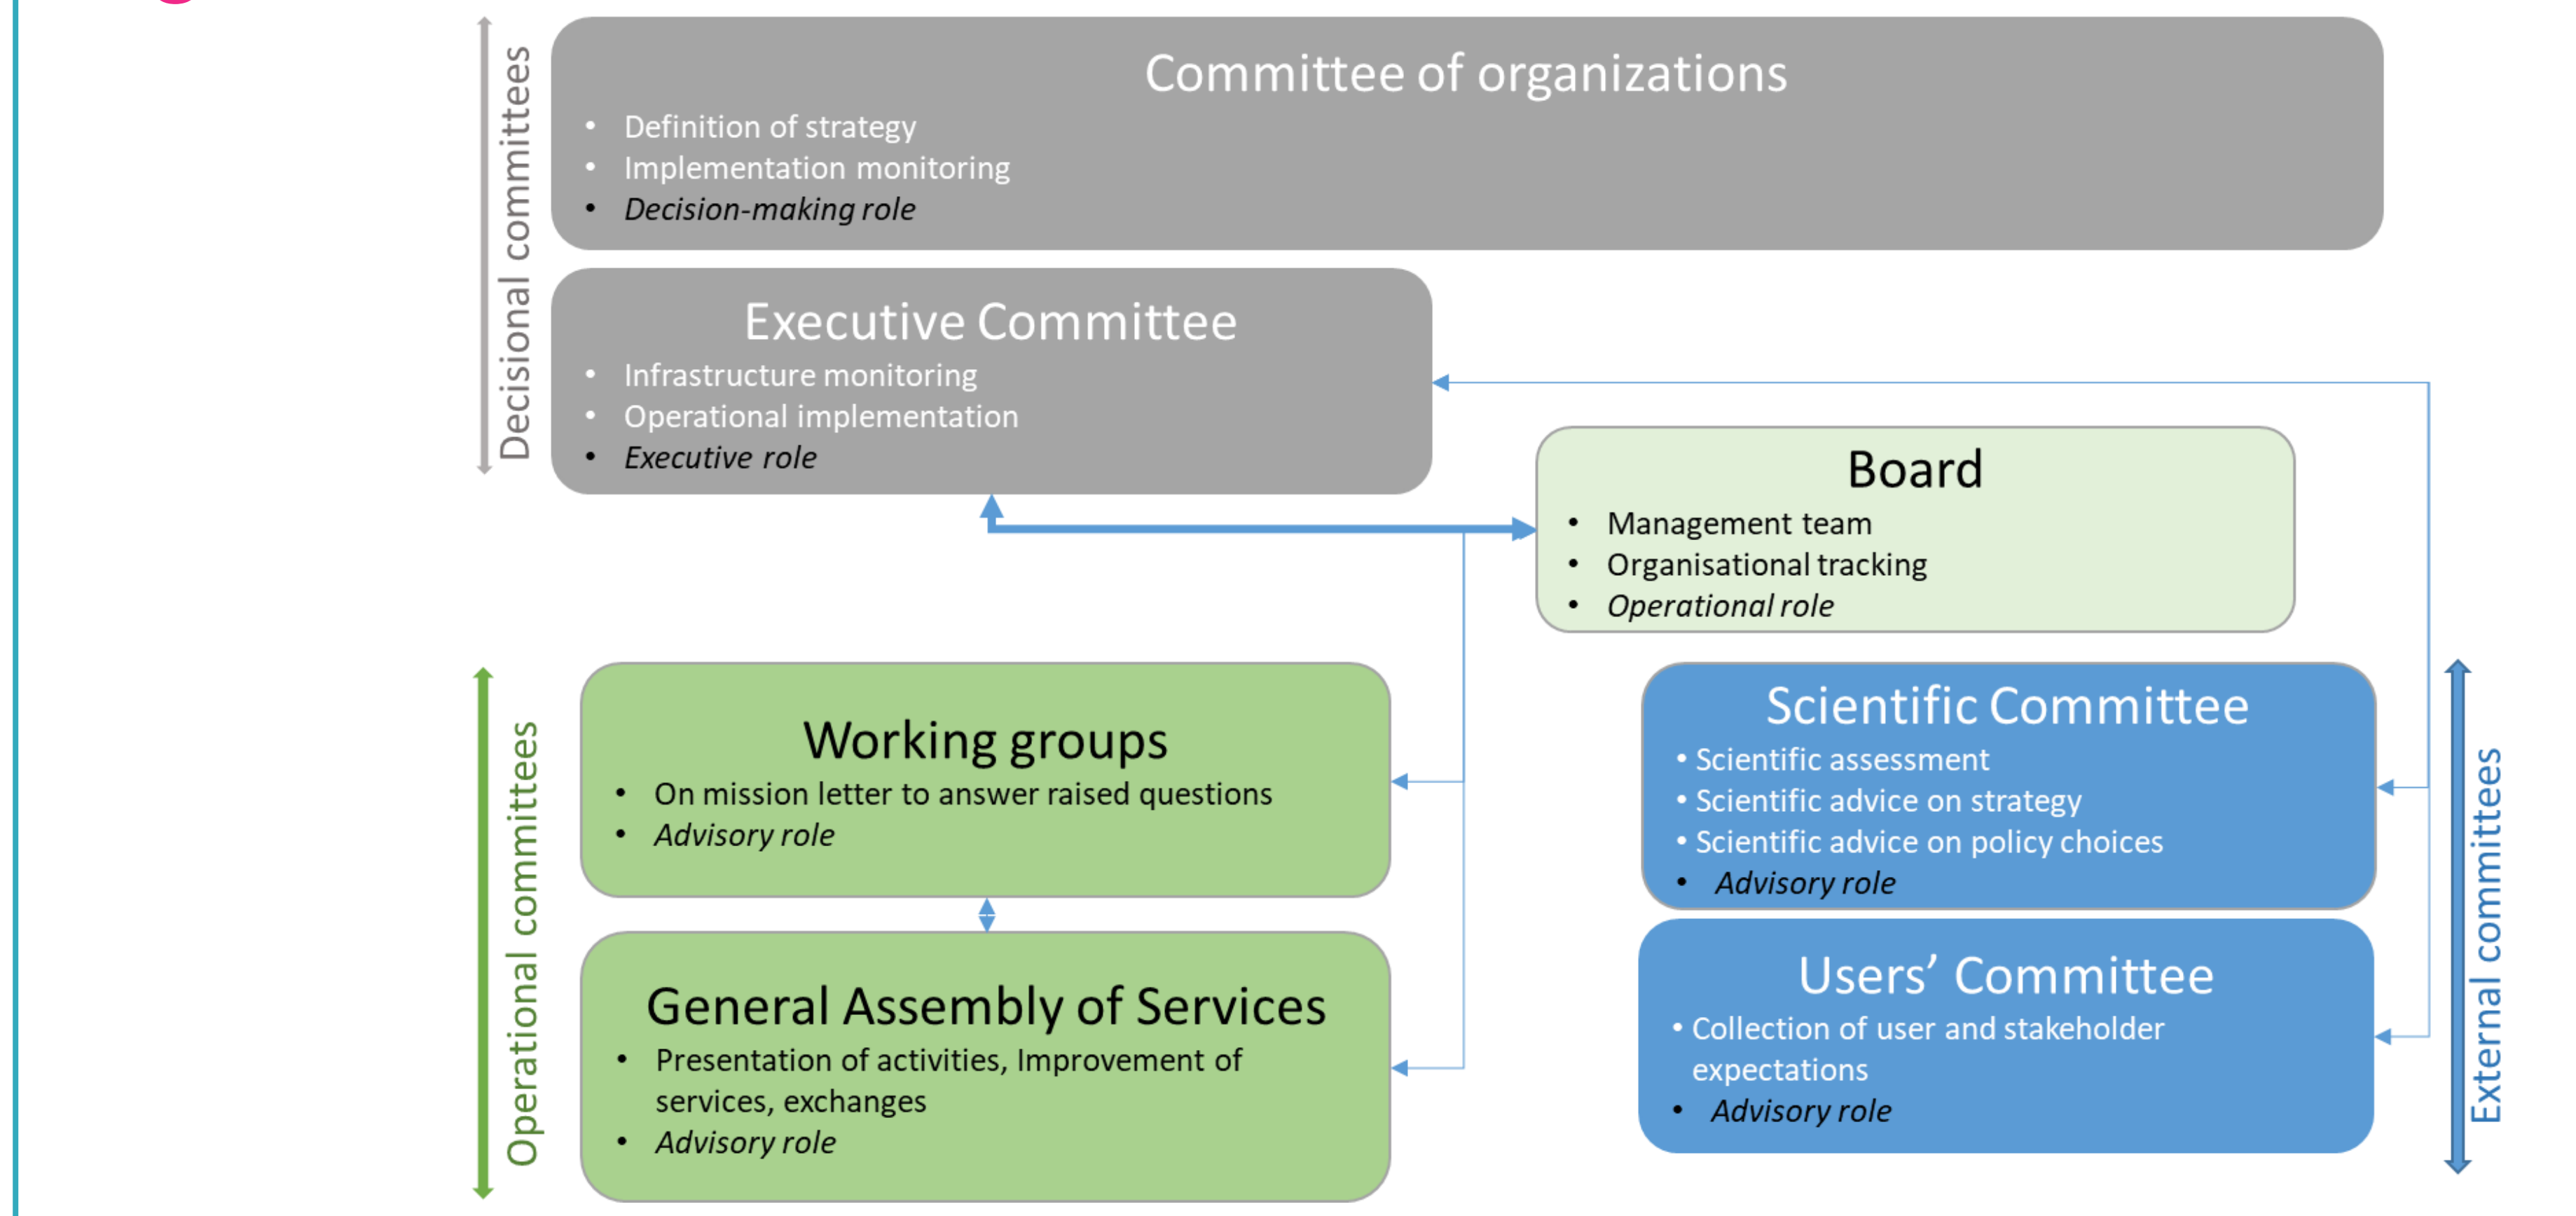 Decisional committees
Committee of organizations
• Definition of strategy
• Implementation monitoring
• Decision-making role
Executive Committee
• Infrastructure monitoring
• Operational implementation
• Executive role
Board
• Management team
• Organisational tracking
• Operational role
Operational committees
Working groups
• On mission letter to answer raised questions
• Advisory role
General Assembly of Services
• Presentation of activities, Improvement of
services, exchanges
• Advisory role
Scientific Committee
• Scientific assessment
• Scientific advice on strategy
• Scientific advice on policy choices
• Advisory role
Users’ Committee
• Collection of user and stakeholder
expectations
• Advisory role
External committees